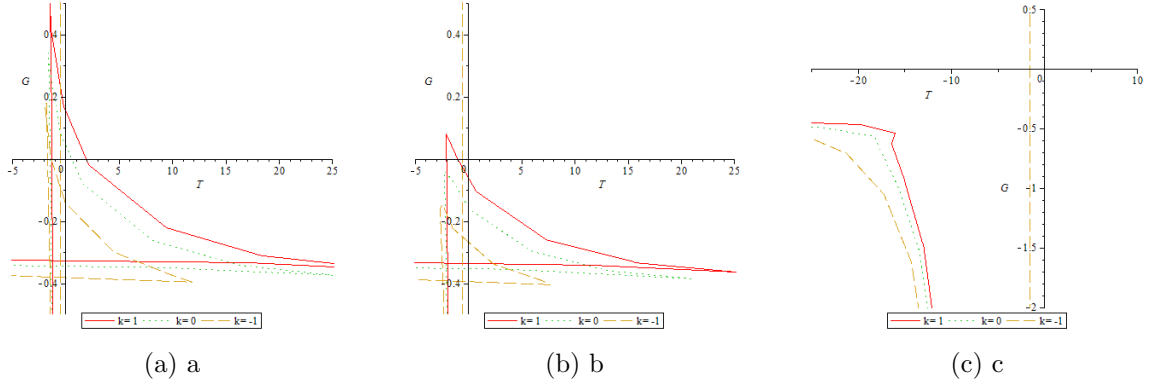 0.4
G
0.2
-5 0 5 10 15 20 25
T
-0.2
-0.4
k= 1 k= 0 k= -1
(a) a
0.4
G
0.2
-5 0 5 10 15 20 25
T
-0.2
-0.4
k= 1 k= 0 k= -1
(b) b
0.5
-20 -10 0 10
T
-0.5
G -1
-1.5
-2
k= 1 k= 0 k= -1
(c) c